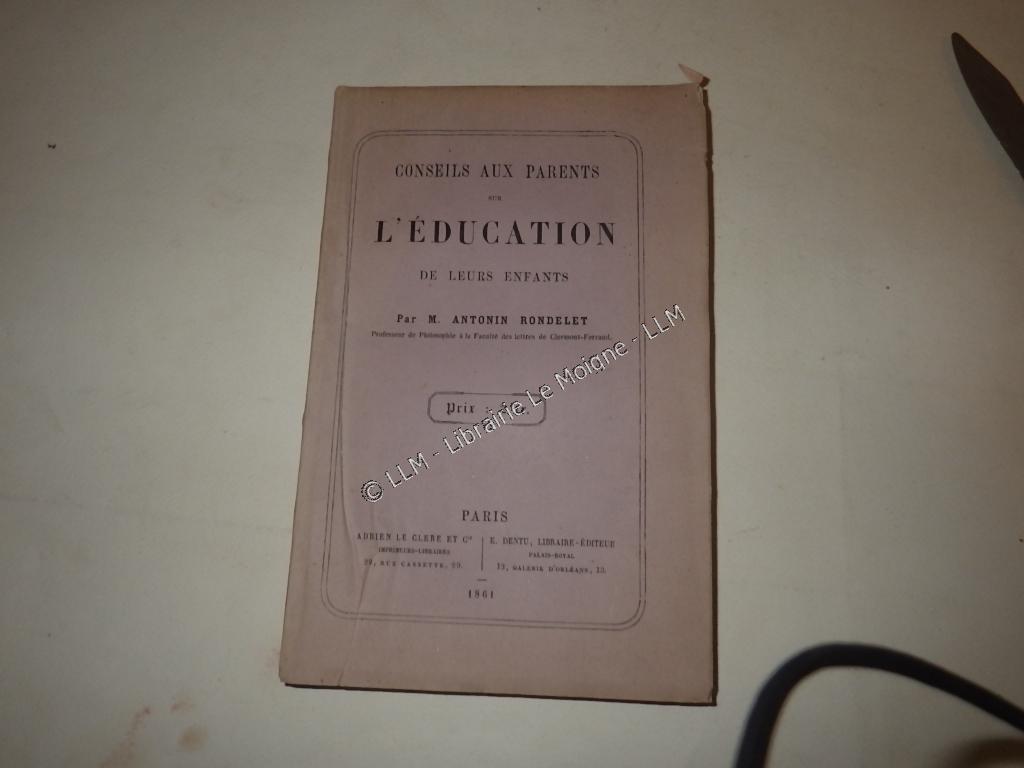 CONSEILS AUX PARENTS
SUR
L'ÉDUCATION
DE LEURS ENFANTS
Par M. ANTONIN RONDELET
Professeur de Philosophie à la Faculté des lettres de Clermont-Ferrand.
Prix :
© LLM - Librairie Le Moigne - LLM
PARIS
ADRIEN LE CLERE ET Cie
IMPRIMEURS-LIBRAIRES
29, RUE CASSETTE, 29.
E. DENTU, LIBRAIRE-ÉDITEUR
PALAIS-ROYAL
13, GALERIE D'ORLÉANS, 13.
1861